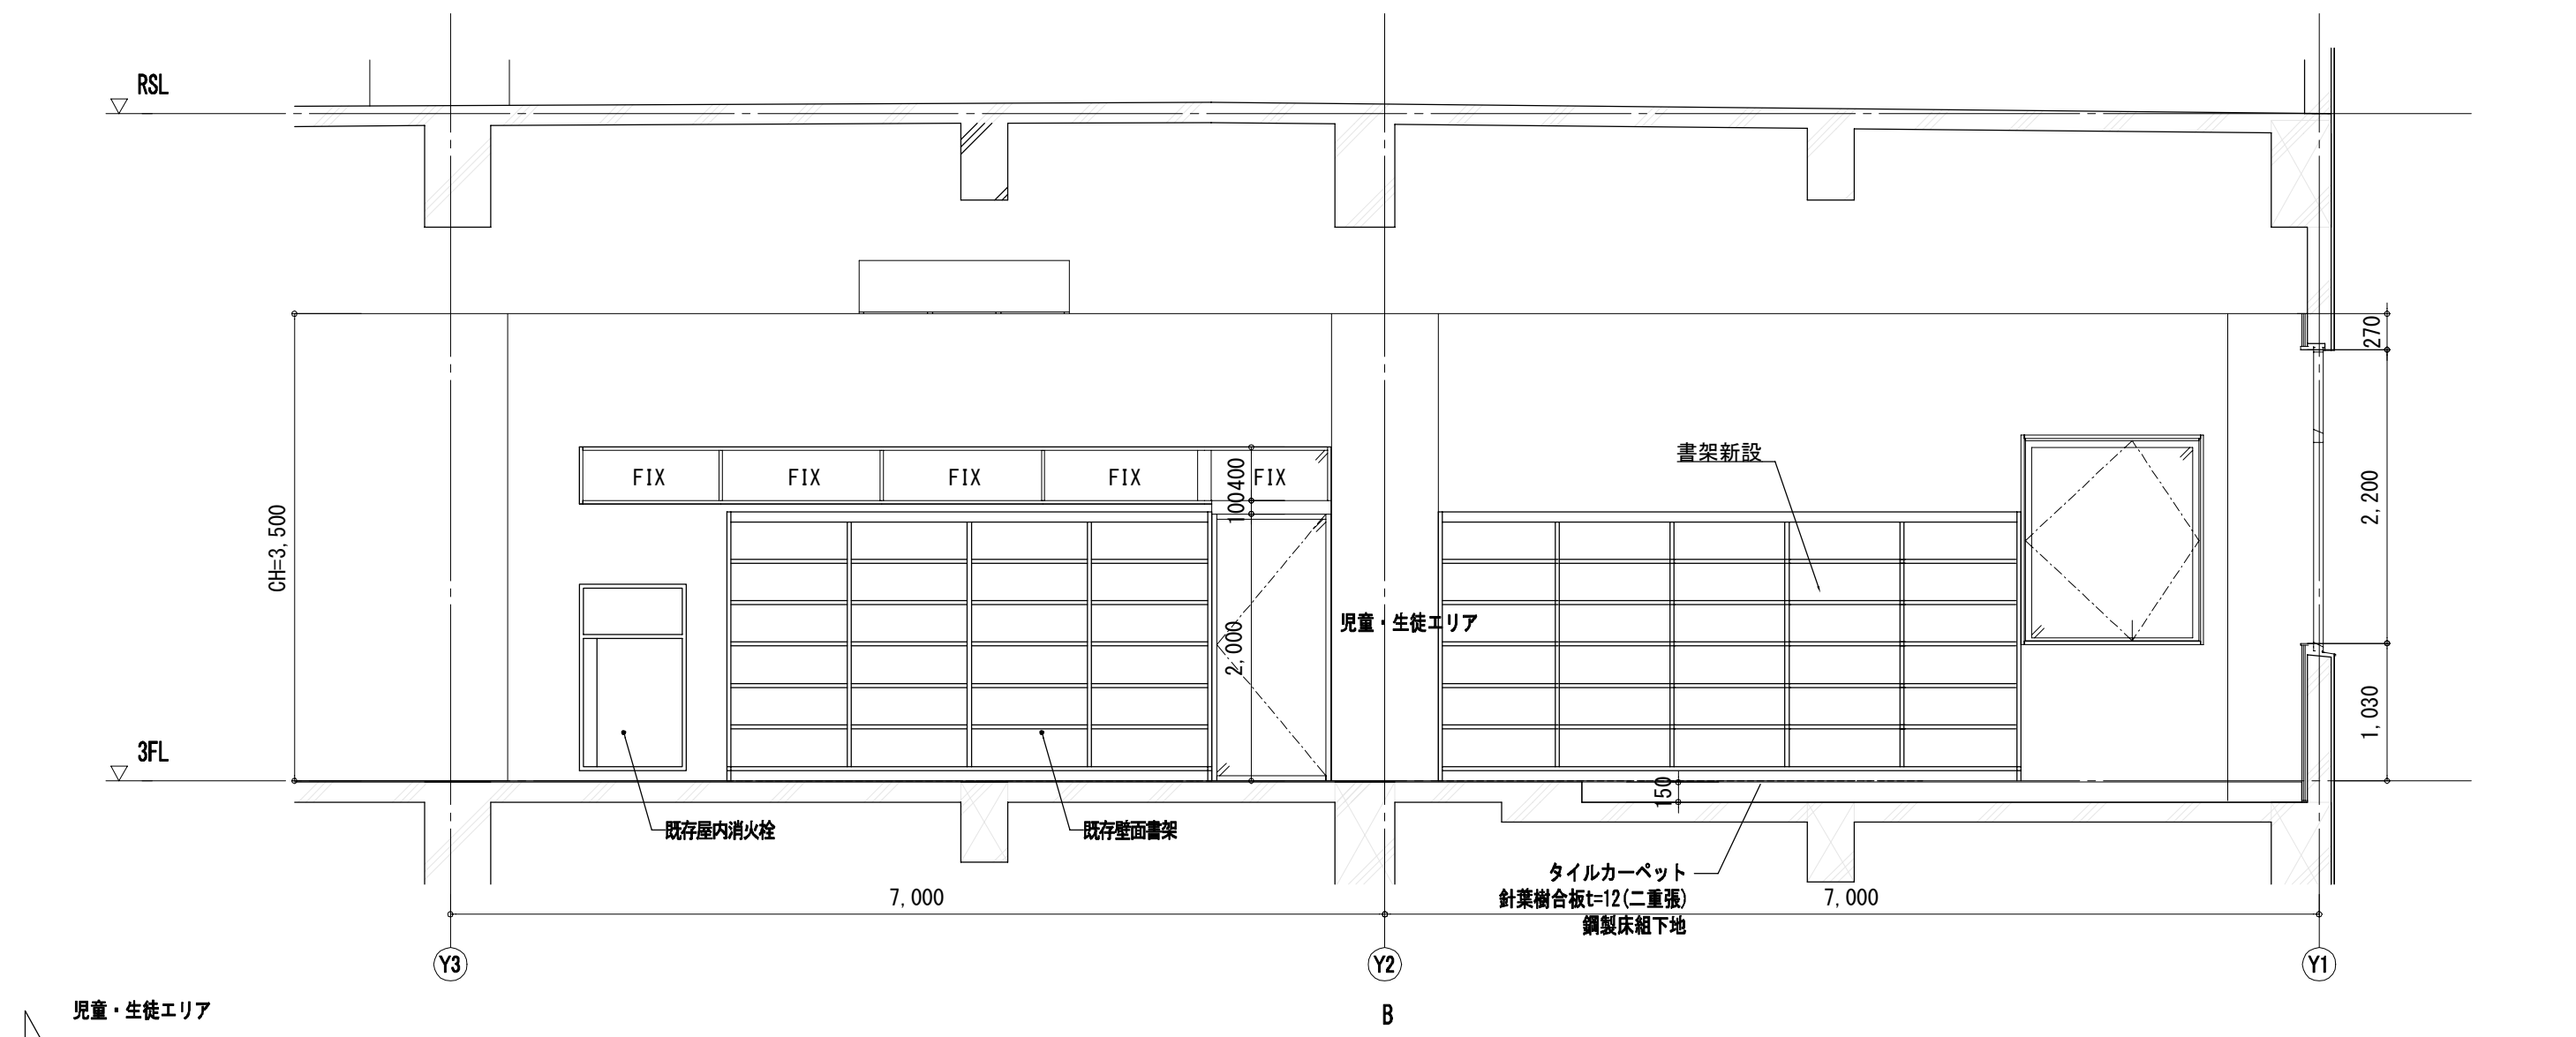 RSL
270
書架新設
FIX
FIX
FIX
FIX
FIX
400
100
2,200
CH=3,500
児童・生徒エリア
2,000
1,030
3FL
150
既存屋内消火栓
既存壁面書架
タイルカーペット
針葉樹合板t=12(二重張)
鋼製床組下地
7,000
7,000
Y3
Y2
Y1
児童・生徒エリア
B